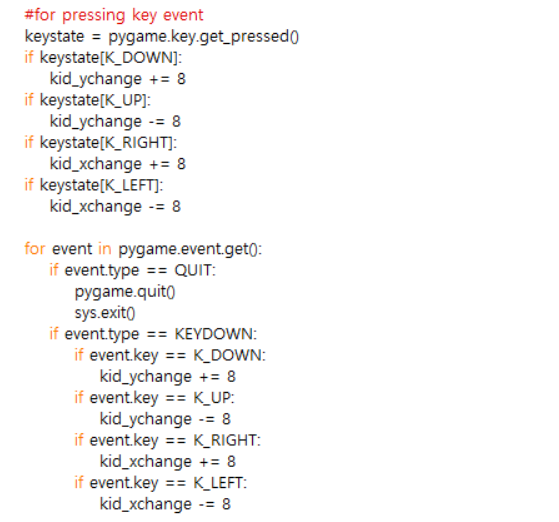 #for pressing key event
keystate = pygame.key.get_pressed()
if keystate[K_DOWN]:
    kid_ychange += 8
if keystate[K_UP]:
    kid_ychange -= 8
if keystate[K_RIGHT]:
    kid_xchange += 8
if keystate[K_LEFT]:
    kid_xchange -= 8

for event in pygame.event.get():
    if event.type == QUIT:
        pygame.quit()
        sys.exit()
    if event.type == KEYDOWN:
        if event.key == K_DOWN:
            kid_ychange += 8
        if event.key == K_UP:
            kid_ychange -= 8
        if event.key == K_RIGHT:
            kid_xchange += 8
        if event.key == K_LEFT:
            kid_xchange -= 8